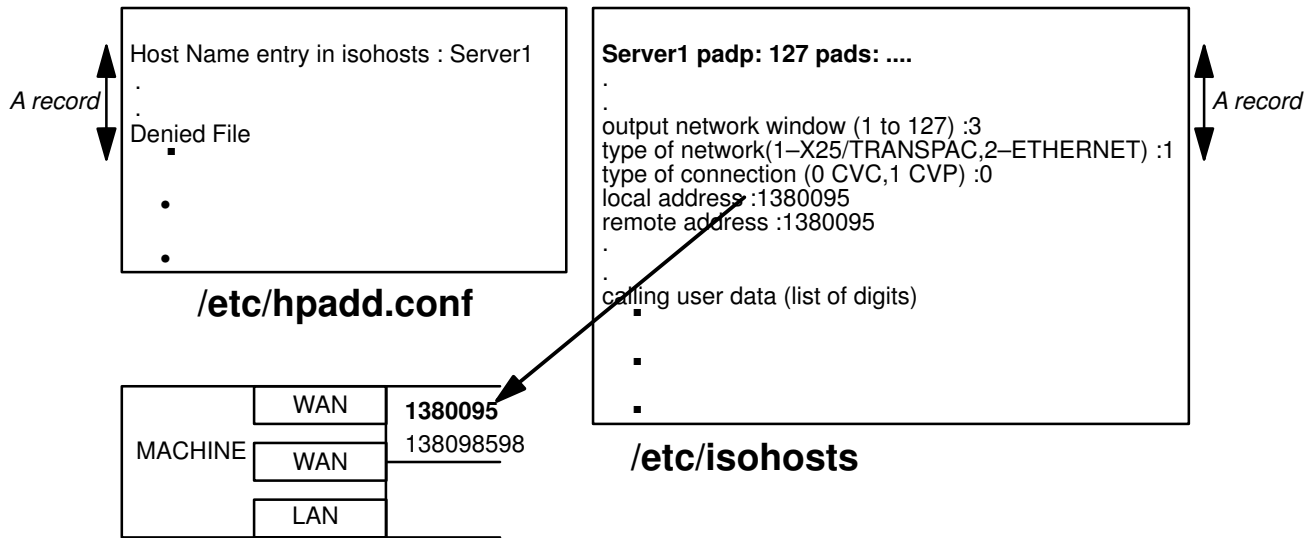 A record
Host Name entry in isohosts : Server1
.
.
Denied File
/etc/hpadd.conf
Server1 padp: 127 pads: ....
.
.
output network window (1 to 127) :3
type of network(1–X25/TRANSPAC,2–ETHERNET) :1
type of connection (0 CVC,1 CVP) :0
local address :1380095
remote address :1380095
.
.
calling user data (list of digits)
A record
/etc/isohosts
MACHINE
WAN
1380095
138098598
WAN
LAN